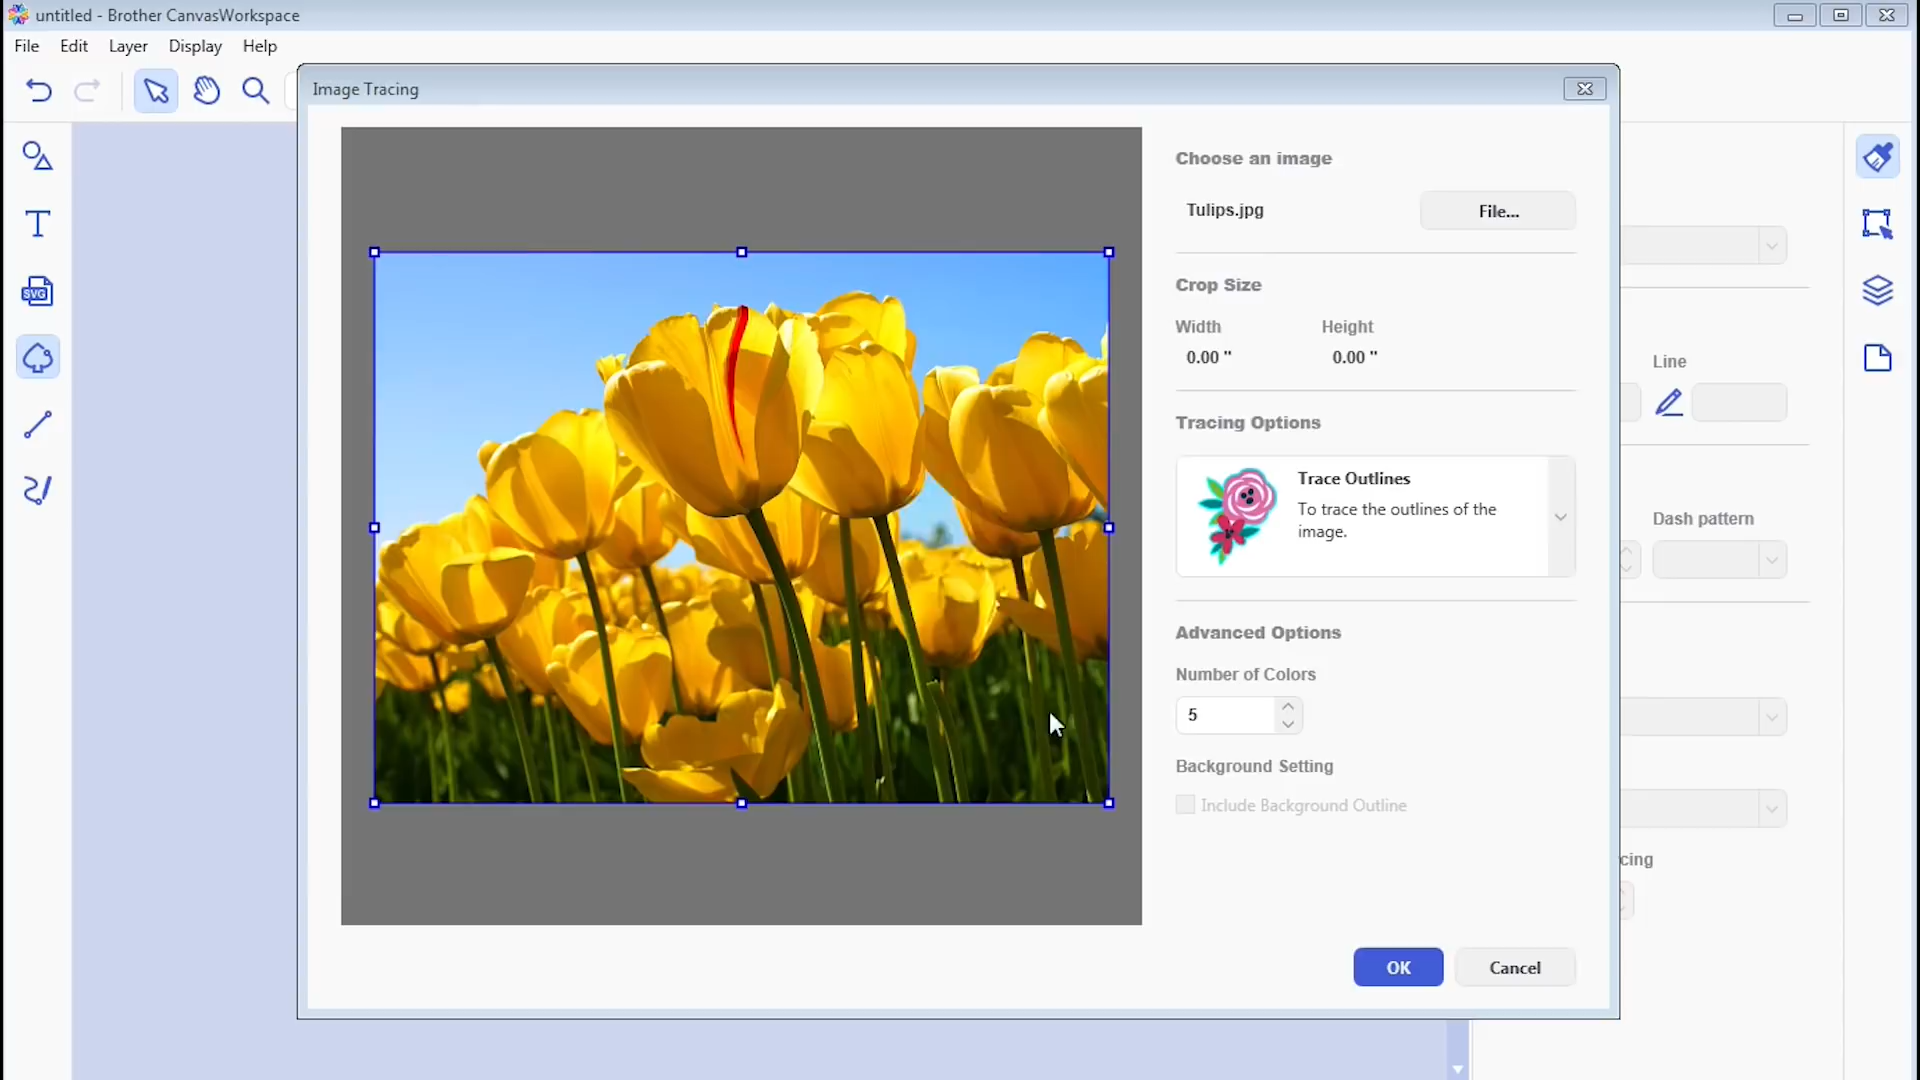 untitled - Brother CanvasWorkspace
File Edit Layer Display Help
Image Tracing
Choose an image
Tulips.jpg File...
Crop Size
Width Height
0.00 " 0.00 "
Line
Tracing Options
Trace Outlines
To trace the outlines of the
image.
SVG
Dash pattern
Advanced Options
Number of Colors
5
Background Setting
Include Background Outline
cing
OK Cancel